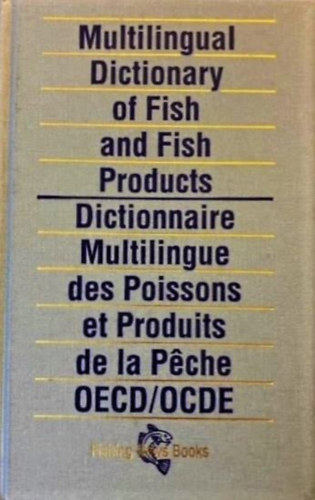 Multilingual
Dictionary
of Fish
and Fish
Products
Dictionnaire
Multilingue
des Poissons
et Produits
de la Pêche
OECD/OCDE
Fishing News Books